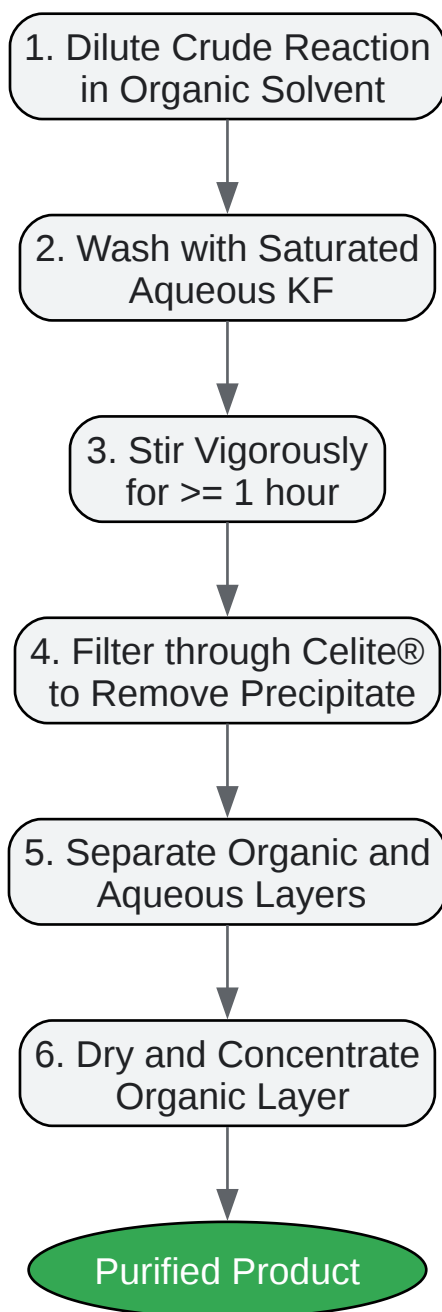 1. Dilute Crude Reaction
in Organic Solvent
2. Wash with Saturated
Aqueous KF
3. Stir Vigorously
for >= 1 hour
4. Filter through Celite®
to Remove Precipitate
5. Separate Organic and
Aqueous Layers
6. Dry and Concentrate
Organic Layer
Purified Product